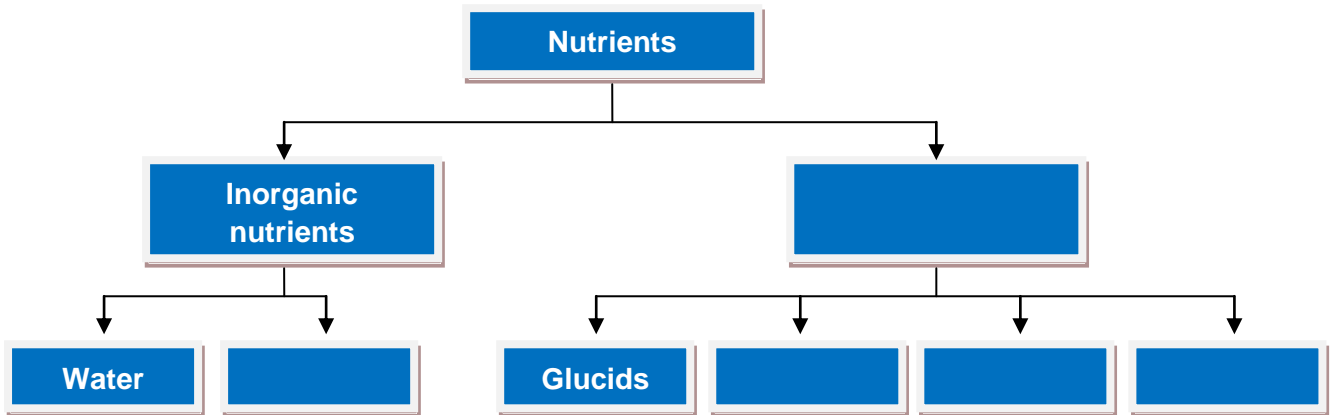 Nutrients
Inorganic
nutrients
Water
Glucids